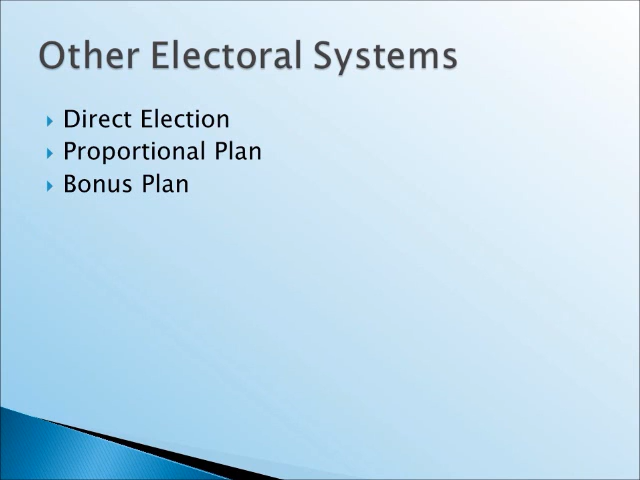 Other Electoral Systems
Direct Election
Proportional Plan
Bonus Plan